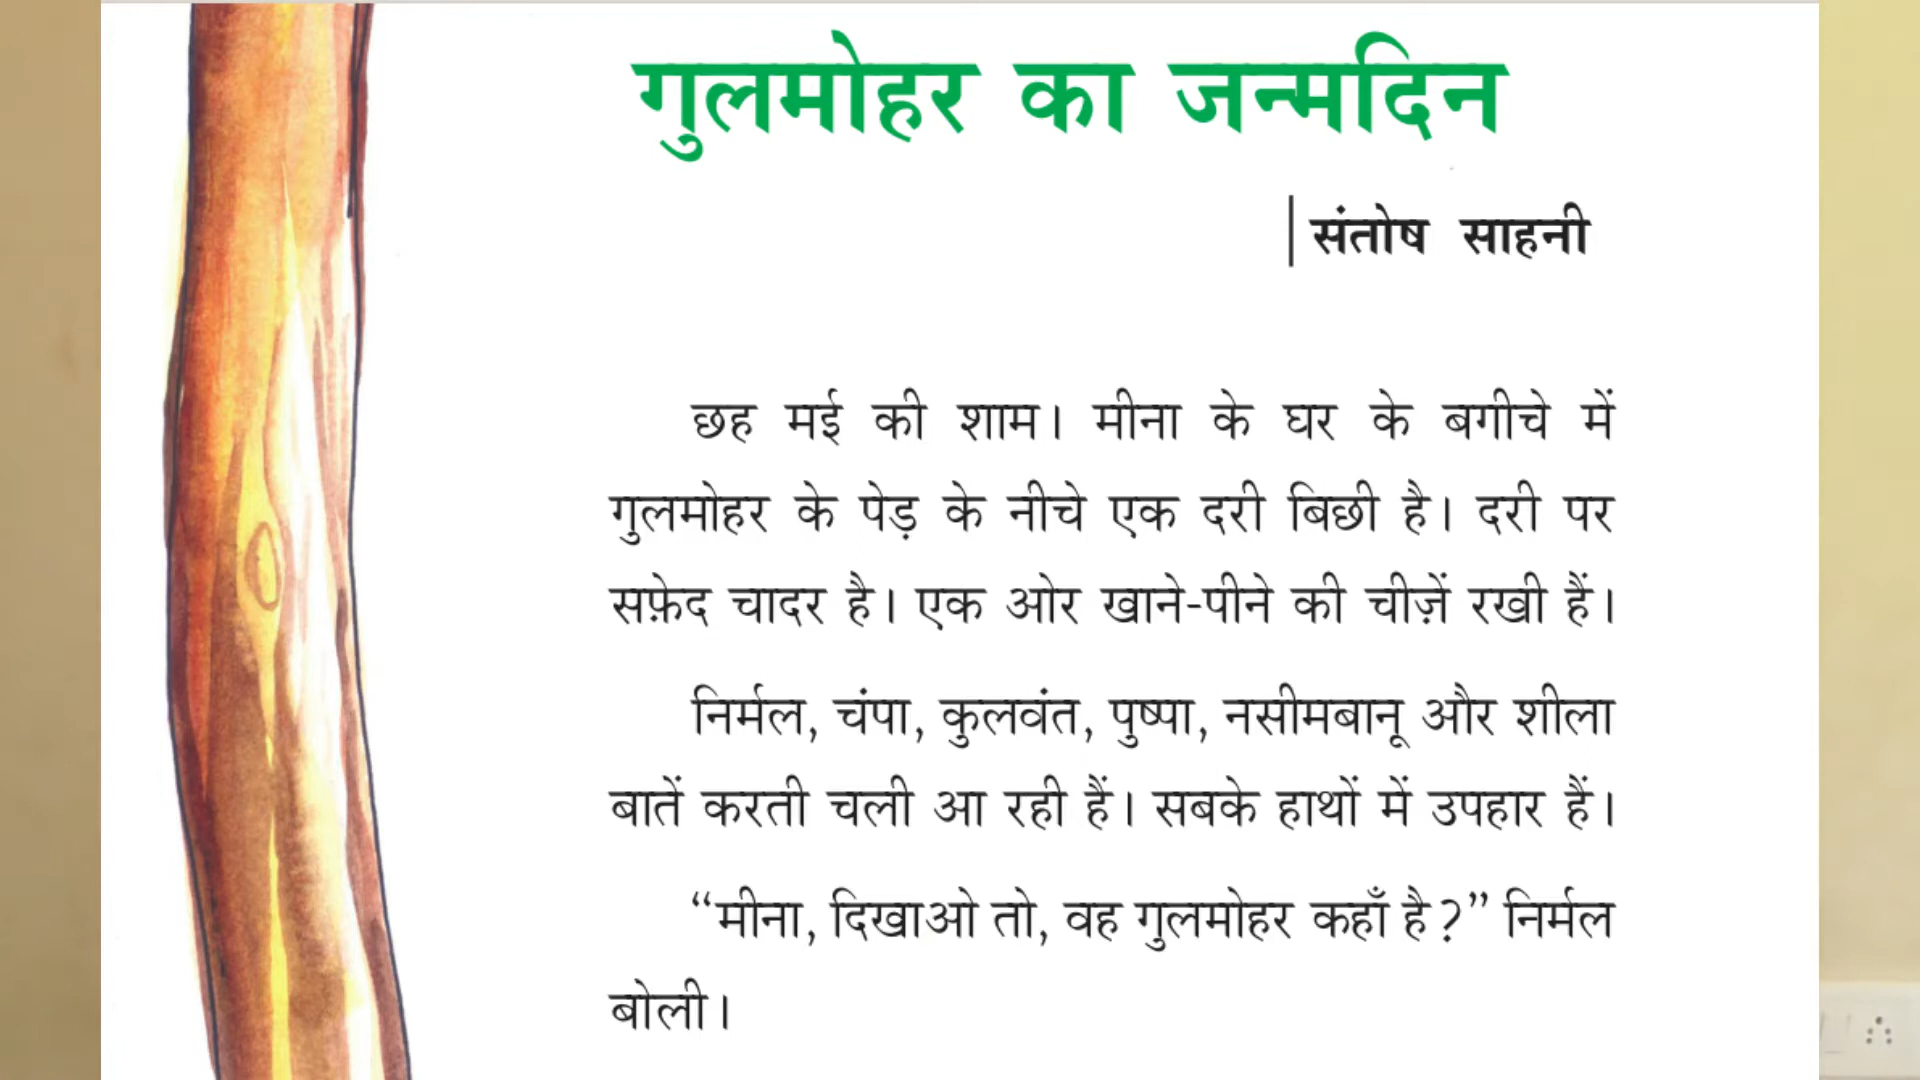 गुलमोहर का जन्मदिन
संतोष साहनी
छह मई की शाम। मीना के घर के बगीचे में
गुलमोहर के पेड़ के नीचे एक दरी बिछी है। दरी पर
सफ़ेद चादर है। एक ओर खाने-पीने की चीज़ें रखी हैं।
निर्मल, चंपा, कुलवंत, पुष्पा, नसीमबानू और शीला
बातें करती चली आ रही हैं। सबके हाथों में उपहार हैं।
“मीना, दिखाओ तो, वह गुलमोहर कहाँ है?” निर्मल
बोली।